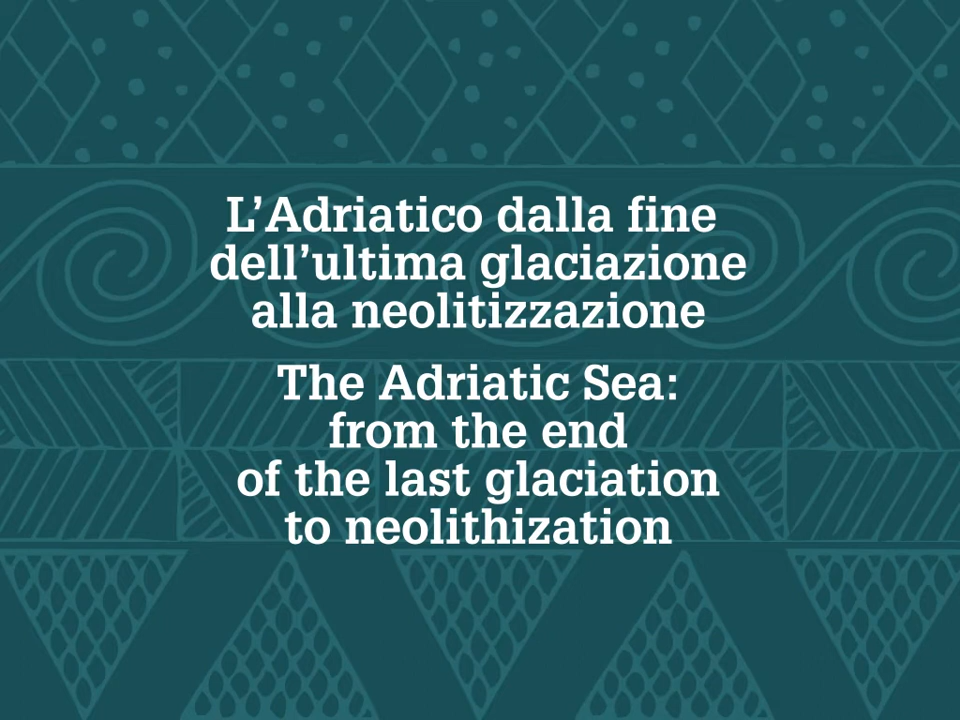 L’Adriatico dalla fine
dell’ultima glaciazione
alla neolitizzazione
The Adriatic Sea:
from the end
of the last glaciation
to neolithization